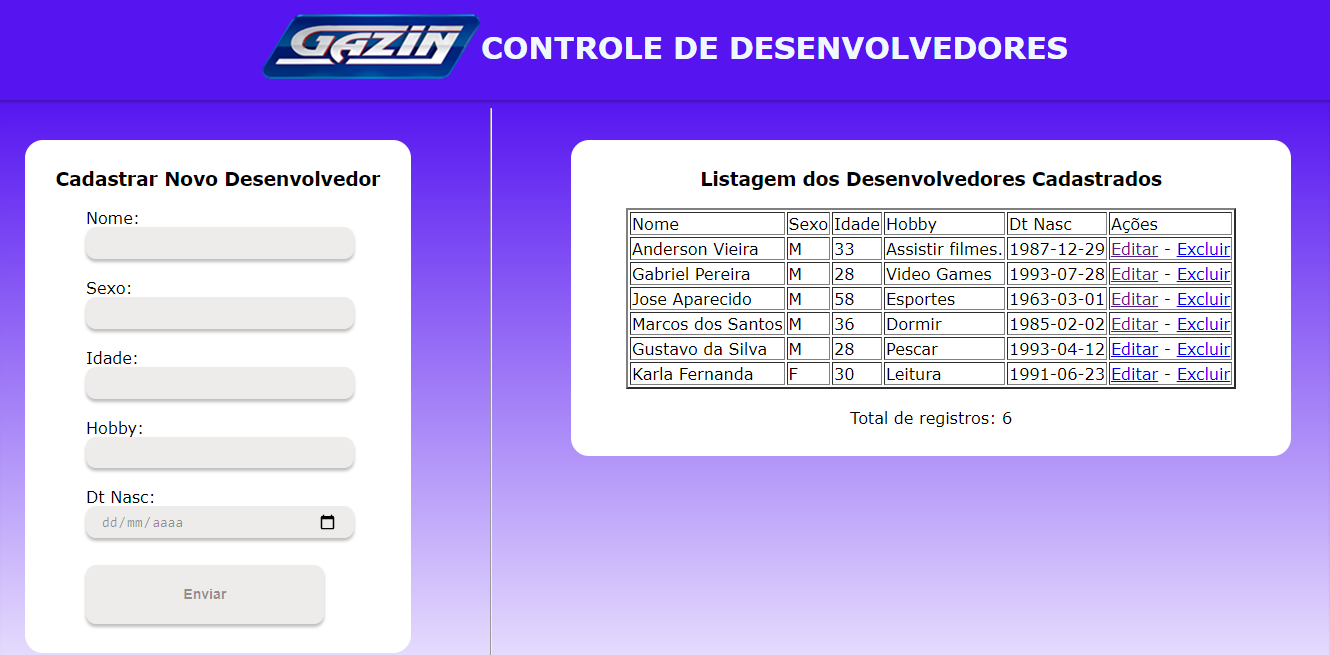 GAZIN CONTROLE DE DESENVOLVEDORES
Cadastrar Novo Desenvolvedor
Nome:
Sexo:
Idade:
Hobby:
Dt Nasc:
dd/mm/aaaa
Enviar
Listagem dos Desenvolvedores Cadastrados
Nome Sexo Idade Hobby Dt Nasc Ações
Anderson Vieira M 33 Assistir filmes. 1987-12-29 Editar - Excluir
Gabriel Pereira M 28 Video Games 1993-07-28 Editar - Excluir
Jose Aparecido M 58 Esportes 1963-03-01 Editar - Excluir
Marcos dos Santos M 36 Dormir 1985-02-02 Editar - Excluir
Gustavo da Silva M 28 Pescar 1993-04-12 Editar - Excluir
Karla Fernanda F 30 Leitura 1991-06-23 Editar - Excluir
Total de registros: 6